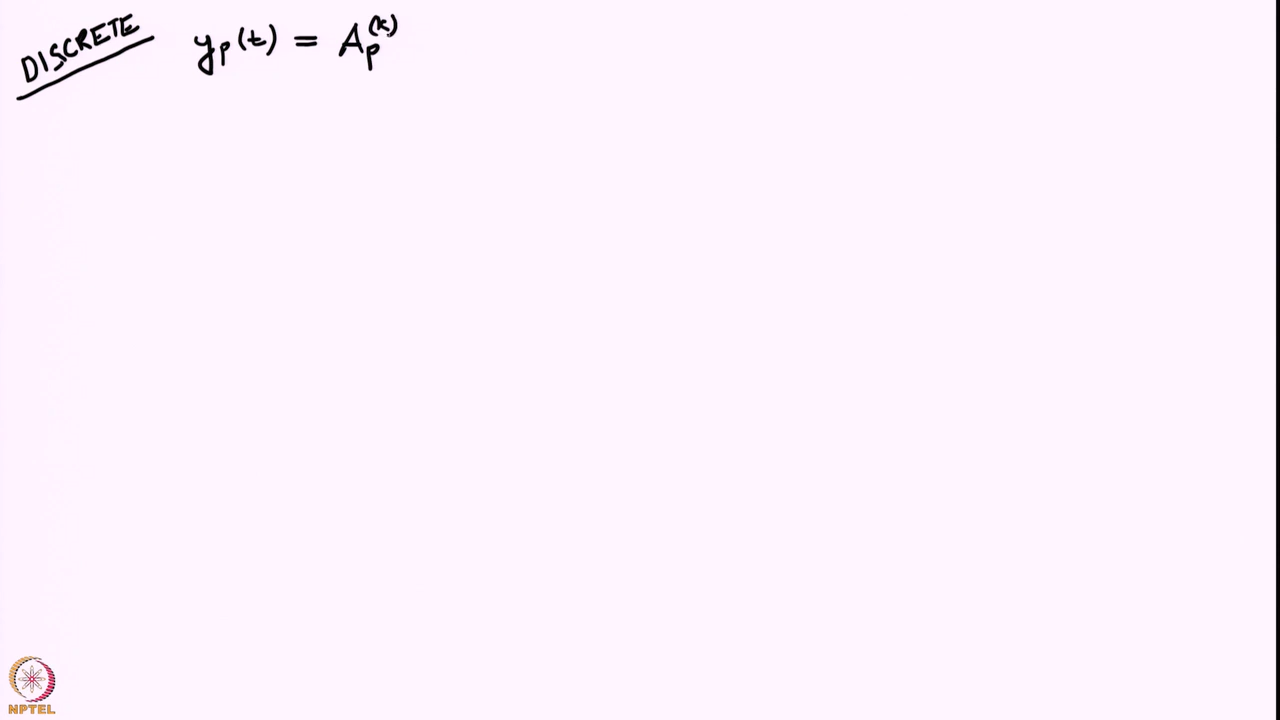 DISCRETE y_p(t) = A_p^(k)
NPTEL